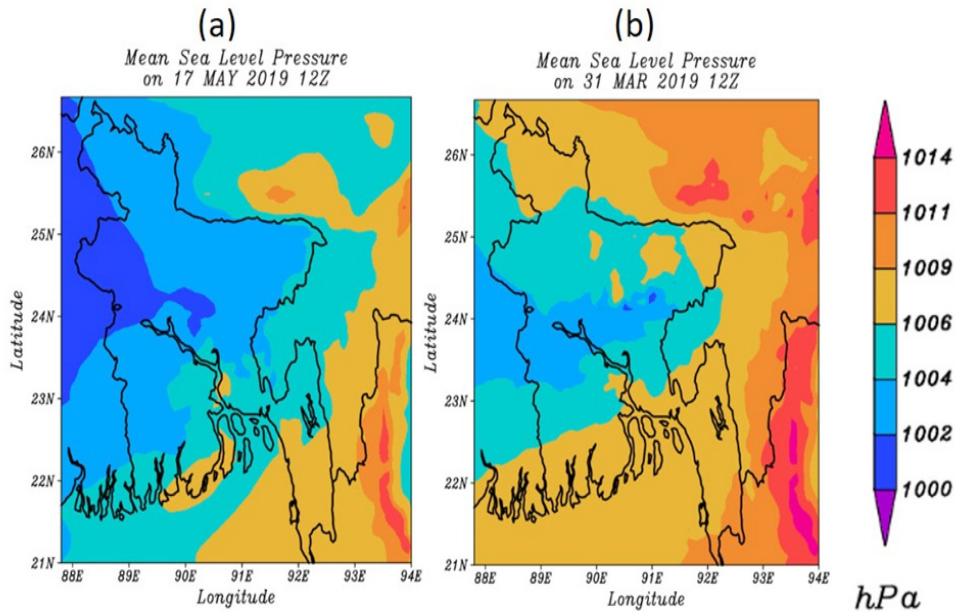 (a)
Mean Sea Level Pressure
on 17 MAY 2019 12Z
Latitude
26N
25N
24N
23N
22N
21N
88E 89E 90E 91E 92E 93E 94E
Longitude
(b)
Mean Sea Level Pressure
on 31 MAR 2019 12Z
Latitude
26N
25N
24N
23N
22N
21N
88E 89E 90E 91E 92E 93E 94E
Longitude
1014
1011
1009
1006
1004
1002
1000
hPa